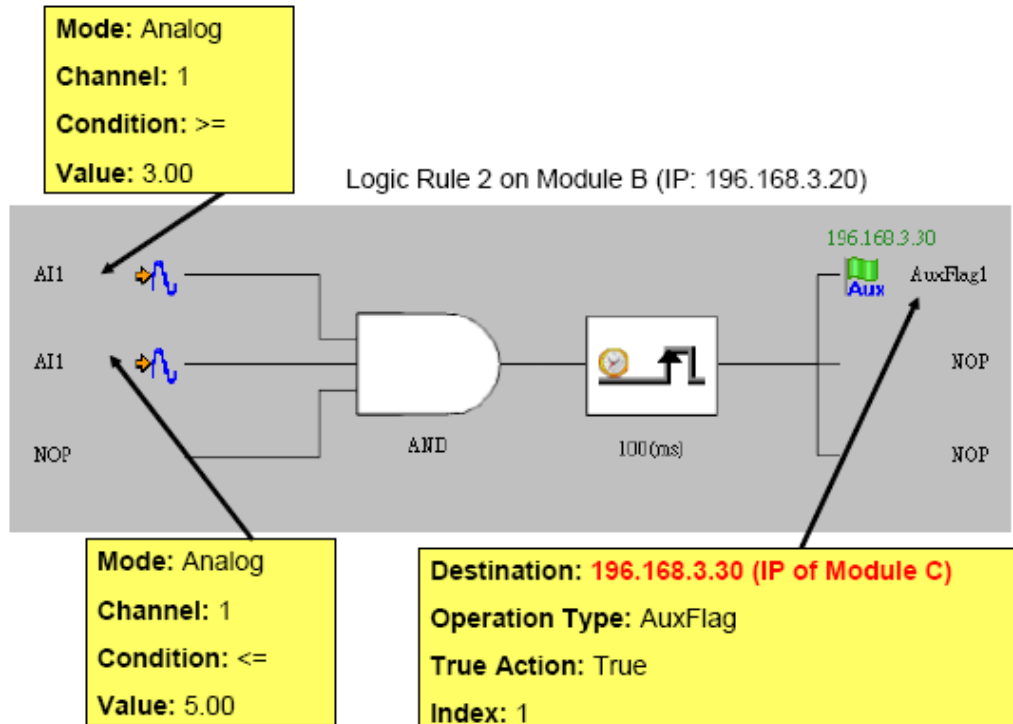 Mode: Analog
Channel: 1
Condition: >=
Value: 3.00
Logic Rule 2 on Module B (IP: 196.168.3.20)
196.168.3.30
AI1
Aux
AuxFlag1
AI1
NOP
AND
100(ms)
NOP
NOP
Mode: Analog
Channel: 1
Condition: <=
Value: 5.00
Destination: 196.168.3.30 (IP of Module C)
Operation Type: AuxFlag
True Action: True
Index: 1